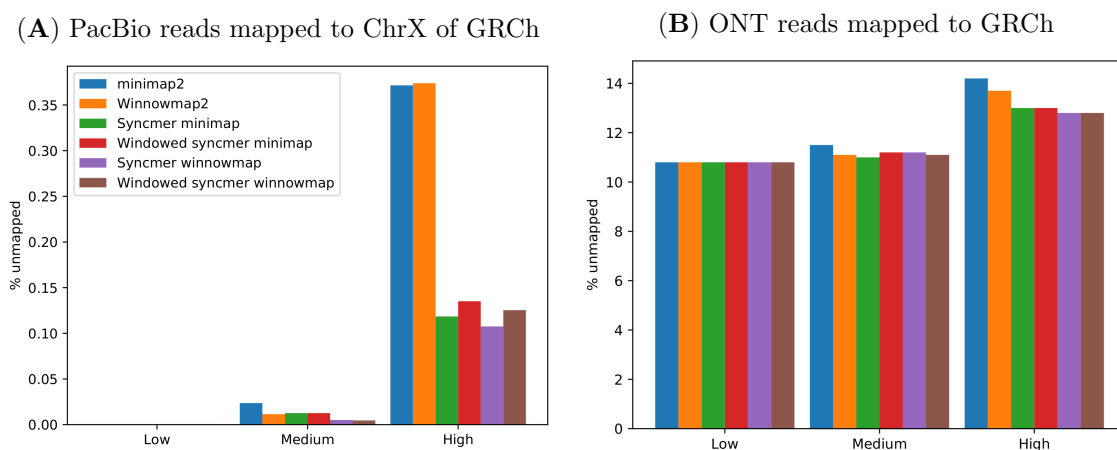 (A) PacBio reads mapped to ChrX of GRCh
% unmapped
0.35
0.30
0.25
0.20
0.15
0.10
0.05
0.00
minimap2
Winnowmap2
Syncmer minimap
Windowed syncmer minimap
Syncmer winnowmap
Windowed syncmer winnowmap
Low Medium High
(B) ONT reads mapped to GRCh
% unmapped
14
12
10
8
6
4
2
0
Low Medium High